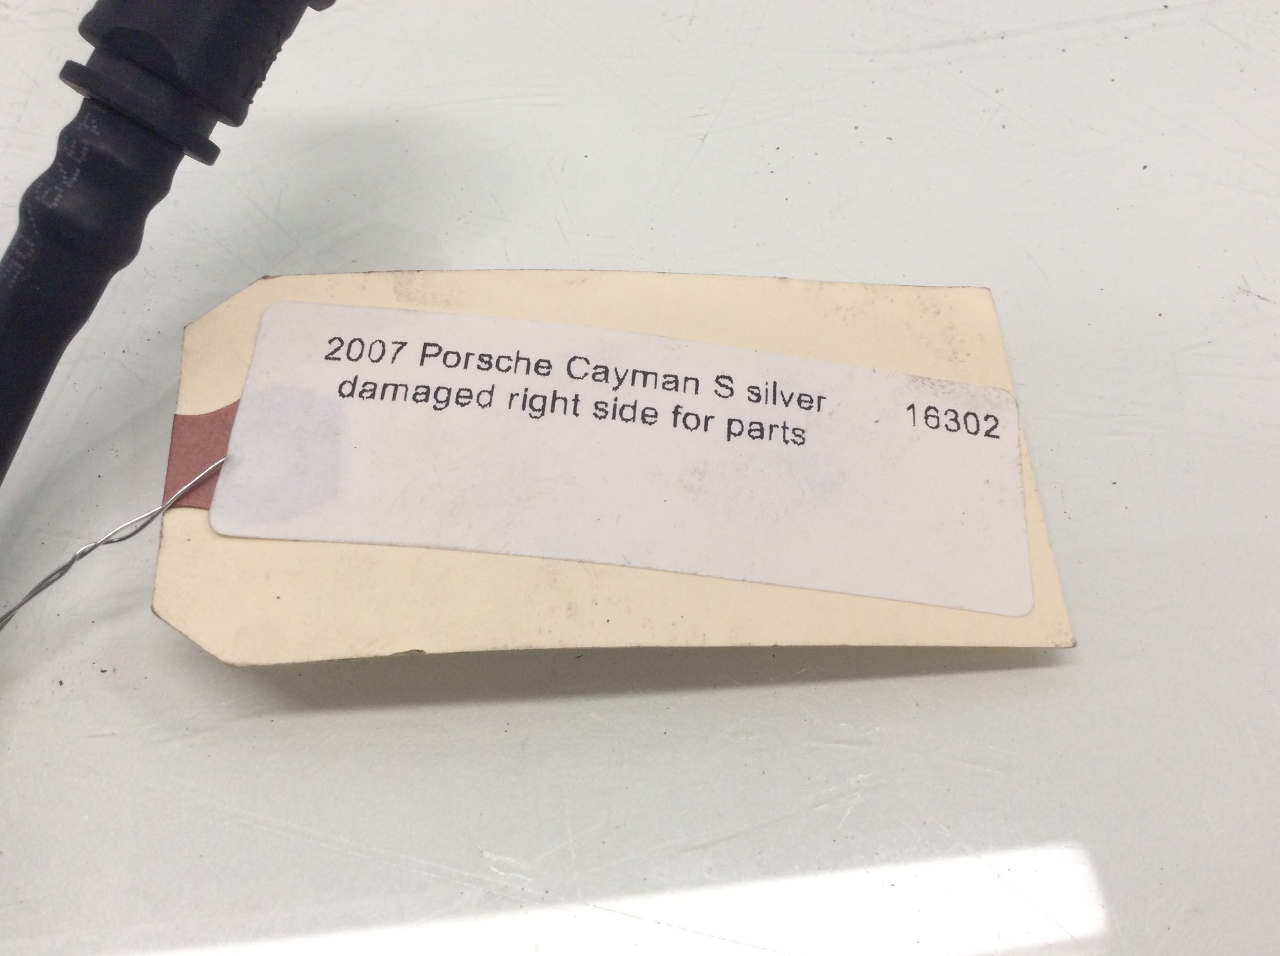 2007 Porsche Cayman S silver 16302
damaged right side for parts